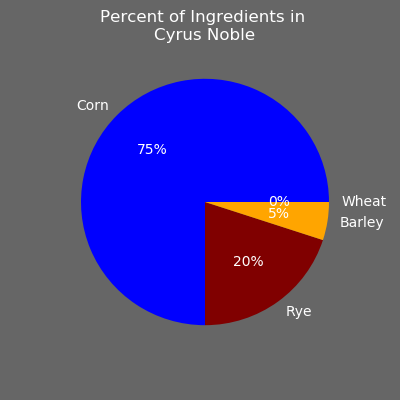 Percent of Ingredients in
Cyrus Noble
Corn
75%
0%
Wheat
5%
Barley
20%
Rye